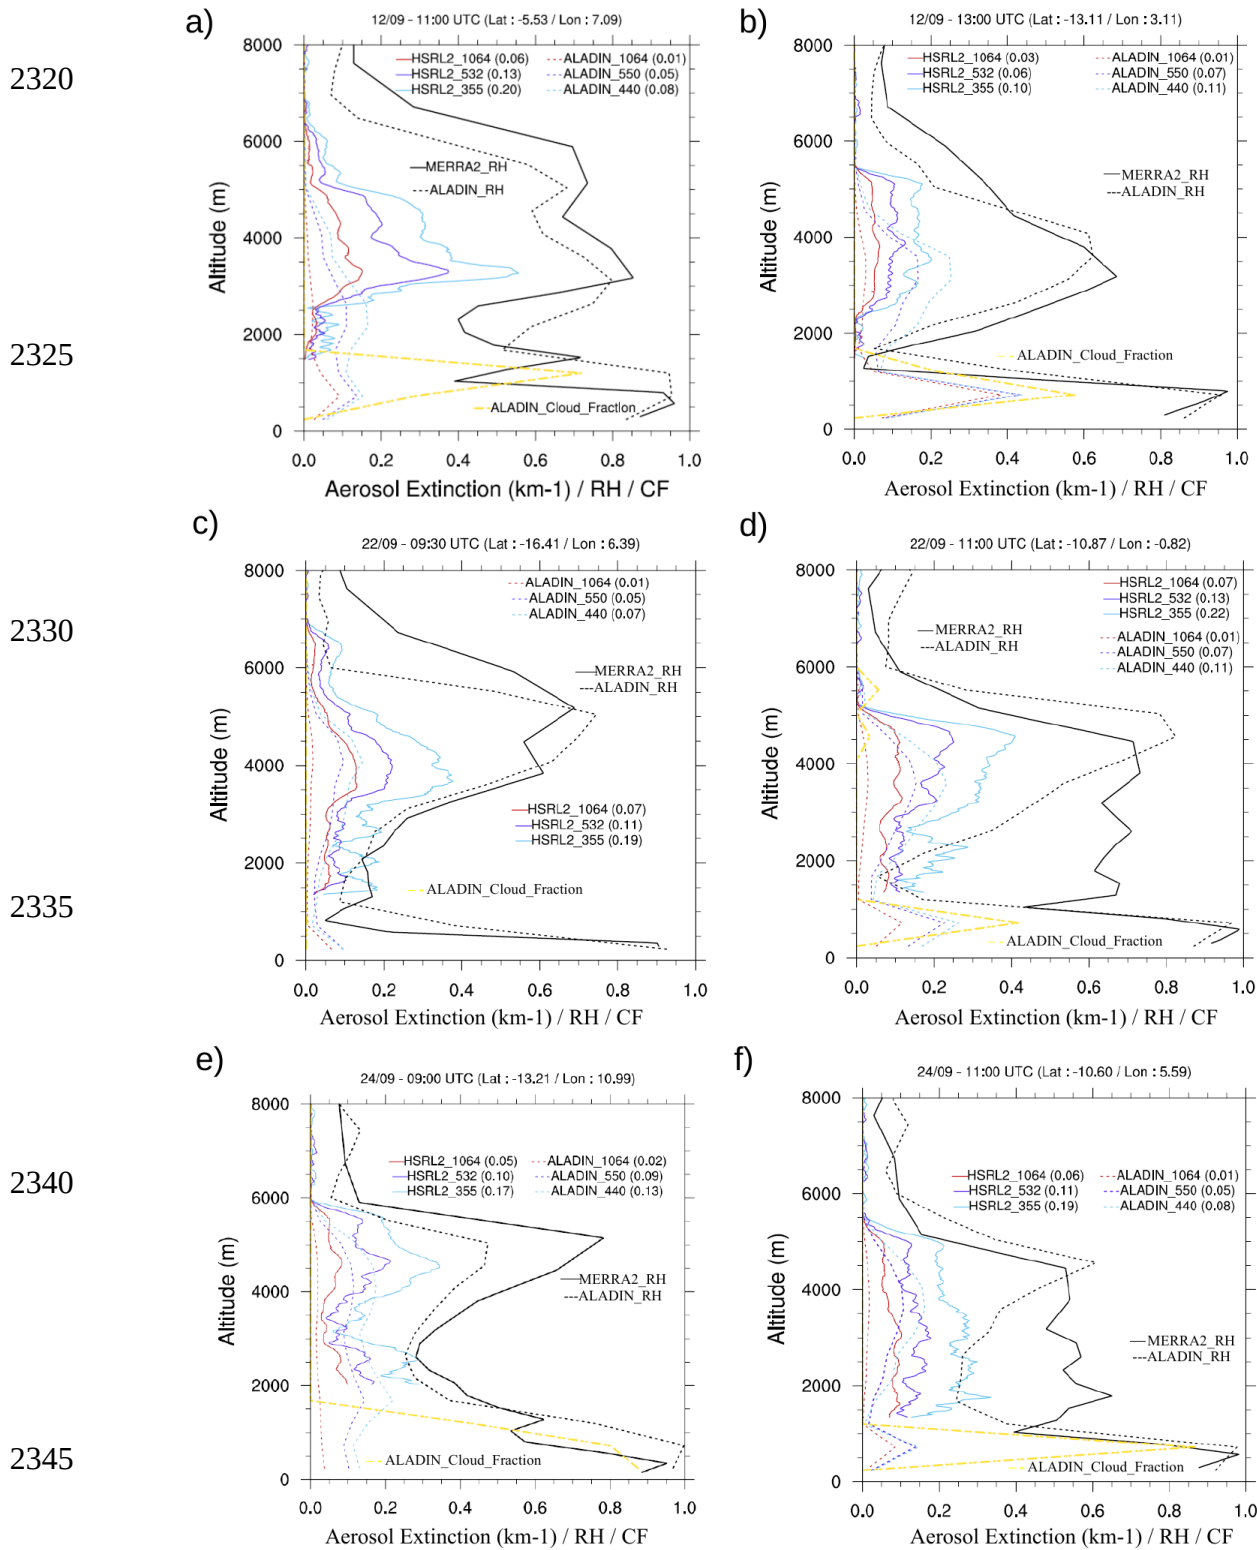 2320
2325
2330
2335
2340
2345
a)
12/09 - 11:00 UTC (Lat : -5.53 / Lon : 7.09)
HSRL2_1064 (0.06)
HSRL2_532 (0.13)
HSRL2_355 (0.20)
ALADIN_1064 (0.01)
ALADIN_550 (0.05)
ALADIN_440 (0.08)
MERRA2_RH
ALADIN_RH
ALADIN_Cloud_Fraction
Altitude (m)
8000
6000
4000
2000
0
0.0 0.2 0.4 0.6 0.8 1.0
Aerosol Extinction (km-1) / RH / CF
b)
12/09 - 13:00 UTC (Lat : -13.11 / Lon : 3.11)
HSRL2_1064 (0.03)
HSRL2_532 (0.06)
HSRL2_355 (0.10)
ALADIN_1064 (0.01)
ALADIN_550 (0.07)
ALADIN_440 (0.11)
MERRA2_RH
ALADIN_RH
ALADIN_Cloud_Fraction
Altitude (m)
8000
6000
4000
2000
0
0.0 0.2 0.4 0.6 0.8 1.0
Aerosol Extinction (km-1) / RH / CF
c)
22/09 - 09:30 UTC (Lat : -16.41 / Lon : 6.39)
ALADIN_1064 (0.01)
ALADIN_550 (0.05)
ALADIN_440 (0.07)
MERRA2_RH
ALADIN_RH
HSRL2_1064 (0.07)
HSRL2_532 (0.11)
HSRL2_355 (0.19)
ALADIN_Cloud_Fraction
Altitude (m)
8000
6000
4000
2000
0
0.0 0.2 0.4 0.6 0.8 1.0
Aerosol Extinction (km-1) / RH / CF
d)
22/09 - 11:00 UTC (Lat : -10.87 / Lon : -0.82)
HSRL2_1064 (0.07)
HSRL2_532 (0.13)
HSRL2_355 (0.22)
MERRA2_RH
ALADIN_RH
ALADIN_1064 (0.01)
ALADIN_550 (0.07)
ALADIN_440 (0.11)
ALADIN_Cloud_Fraction
Altitude (m)
8000
6000
4000
2000
0
0.0 0.2 0.4 0.6 0.8 1.0
Aerosol Extinction (km-1) / RH / CF
e)
24/09 - 09:00 UTC (Lat : -13.21 / Lon : 10.99)
HSRL2_1064 (0.05)
HSRL2_532 (0.10)
HSRL2_355 (0.17)
ALADIN_1064 (0.02)
ALADIN_550 (0.09)
ALADIN_440 (0.13)
MERRA2_RH
ALADIN_RH
ALADIN_Cloud_Fraction
Altitude (m)
8000
6000
4000
2000
0
0.0 0.2 0.4 0.6 0.8 1.0
Aerosol Extinction (km-1) / RH / CF
f)
24/09 - 11:00 UTC (Lat : -10.60 / Lon : 5.59)
HSRL2_1064 (0.06)
HSRL2_532 (0.11)
HSRL2_355 (0.19)
ALADIN_1064 (0.01)
ALADIN_550 (0.05)
ALADIN_440 (0.08)
MERRA2_RH
ALADIN_RH
ALADIN_Cloud_Fraction
Altitude (m)
8000
6000
4000
2000
0
0.0 0.2 0.4 0.6 0.8 1.0
Aerosol Extinction (km-1) / RH / CF